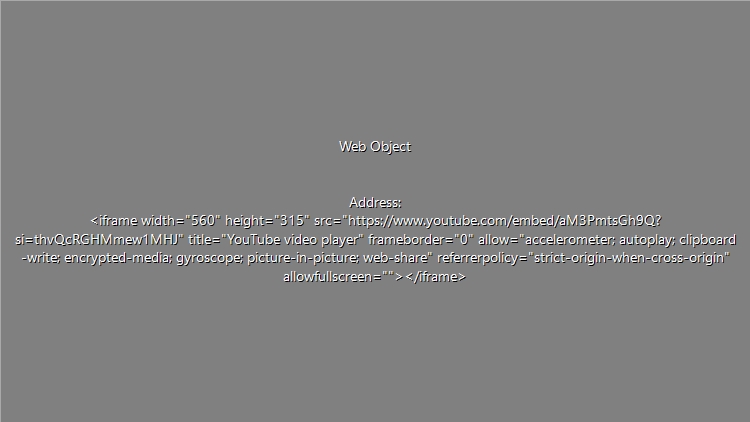 Web Object
Address:
<iframe width="560" height="315" src="https://www.youtube.com/embed/aM3PmtsGh9Q?
si=thvQcRGHMmew1MHJ" title="YouTube video player" frameborder="0" allow="accelerometer; autoplay; clipboard
-write; encrypted-media; gyroscope; picture-in-picture; web-share" referrerpolicy="strict-origin-when-cross-origin"
allowfullscreen=""></iframe>